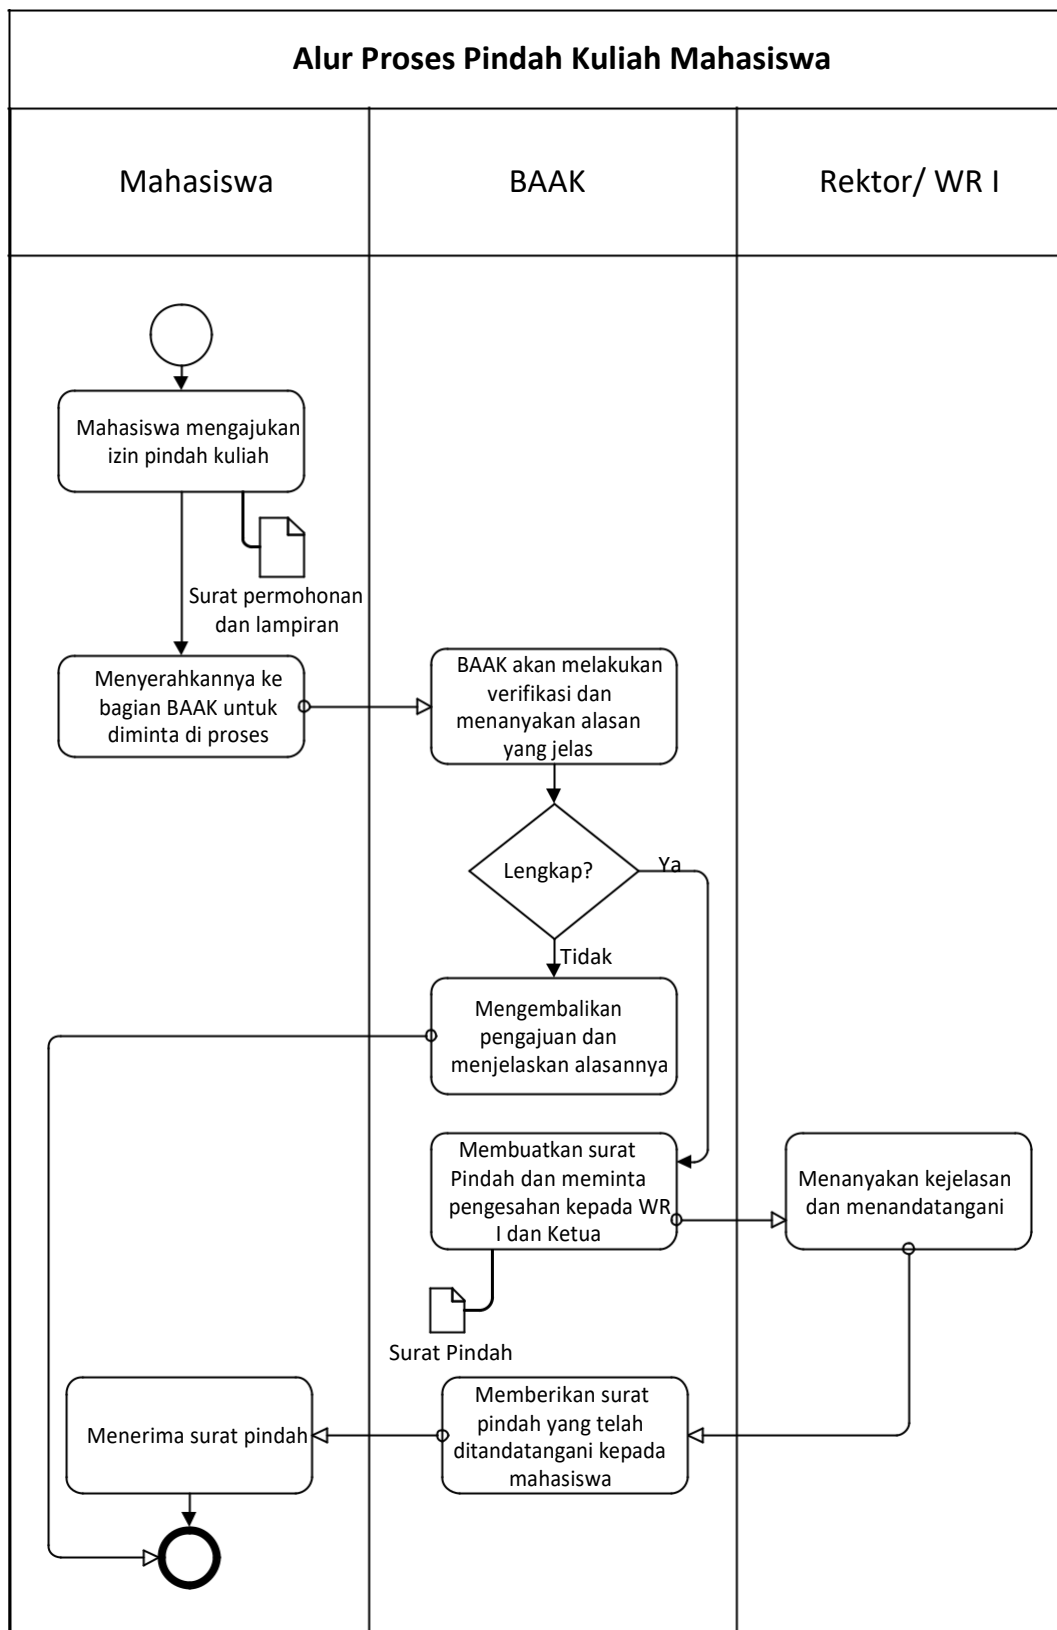 Alur Proses Pindah Kuliah Mahasiswa
Mahasiswa
BAAK
Rektor/ WR I
Mahasiswa mengajukan
izin pindah kuliah
Surat permohonan
dan lampiran
Menyerahkannya ke
bagian BAAK untuk
diminta di proses
BAAK akan melakukan
verifikasi dan
menanyakan alasan
yang jelas
Lengkap?
Ya
Tidak
Mengembalikan
pengajuan dan
menjelaskan alasannya
Membuatkan surat
Pindah dan meminta
pengesahan kepada WR
I dan Ketua
Menanyakan kejelasan
dan menandatangani
Surat Pindah
Memberikan surat
pindah yang telah
ditandatangani kepada
mahasiswa
Menerima surat pindah